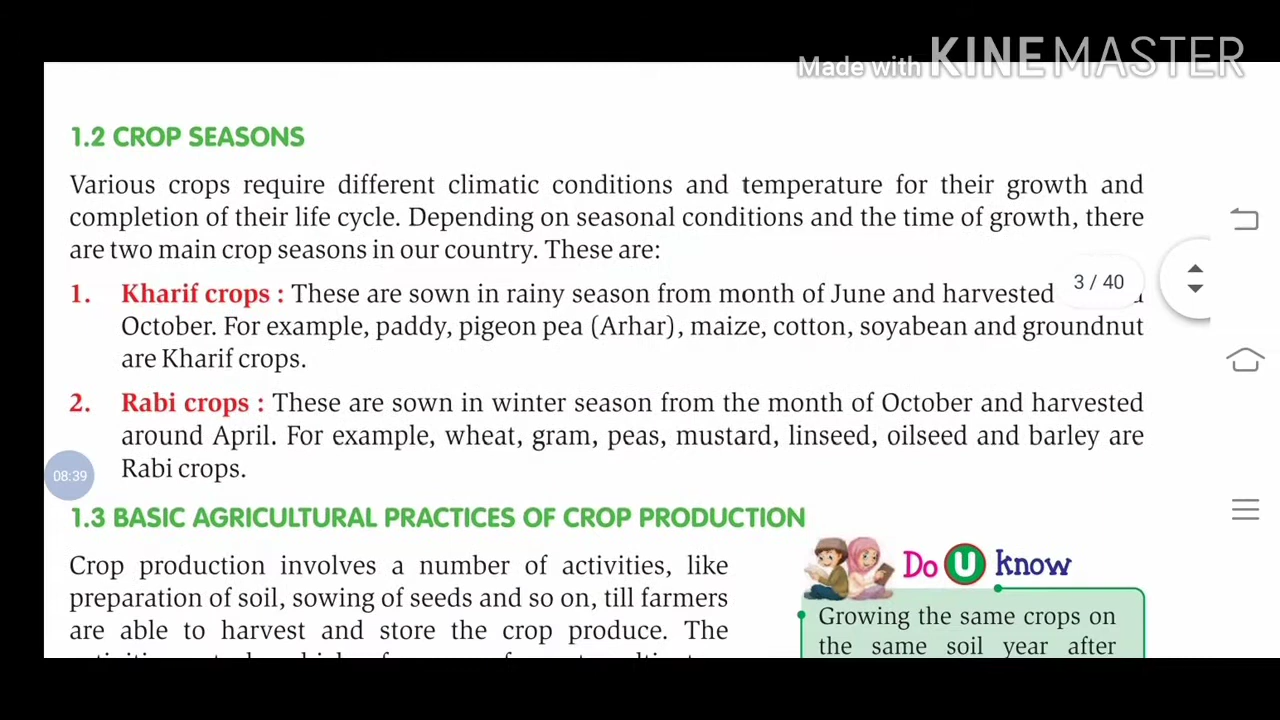 Made with KINEMASTER
1.2 CROP SEASONS
Various crops require different climatic conditions and temperature for their growth and
completion of their life cycle. Depending on seasonal conditions and the time of growth, there
are two main crop seasons in our country. These are:
3 / 40
1. Kharif crops : These are sown in rainy season from month of June and harvested
October. For example, paddy, pigeon pea (Arhar), maize, cotton, soyabean and groundnut
are Kharif crops.
2. Rabi crops : These are sown in winter season from the month of October and harvested
around April. For example, wheat, gram, peas, mustard, linseed, oilseed and barley are
Rabi crops.
08:39
1.3 BASIC AGRICULTURAL PRACTICES OF CROP PRODUCTION
Crop production involves a number of activities, like
preparation of soil, sowing of seeds and so on, till farmers
are able to harvest and store the crop produce. The
Do U know
Growing the same crops on
the same soil year after